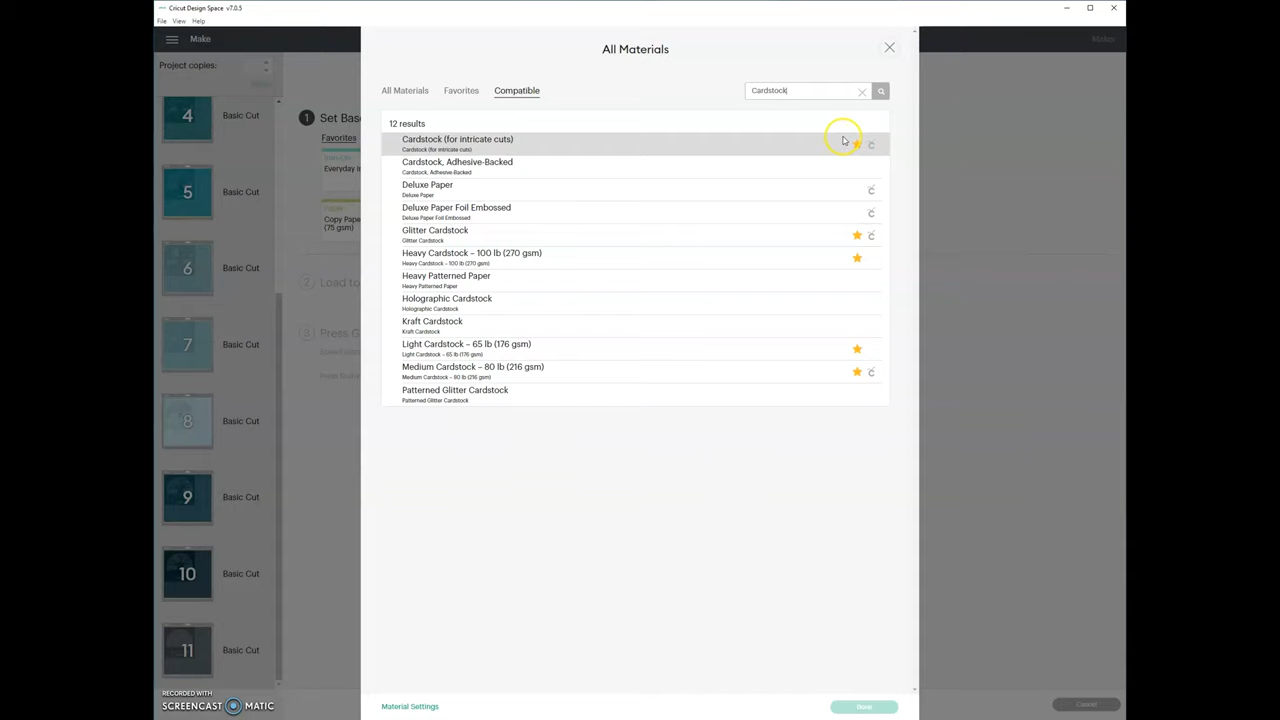 Cricut Design Space v7.0.5
File View Help
Make
Maker
All Materials
Project copies:
All Materials Favorites Compatible
Cardstock
12 results
Cardstock (for intricate cuts)
Cardstock (for intricate cuts)
Cardstock, Adhesive-Backed
Cardstock, Adhesive-Backed
Deluxe Paper
Deluxe Paper
Deluxe Paper Foil Embossed
Deluxe Paper Foil Embossed
Glitter Cardstock
Glitter Cardstock
Heavy Cardstock – 100 lb (270 gsm)
Heavy Cardstock – 100 lb (270 gsm)
Heavy Patterned Paper
Heavy Patterned Paper
Holographic Cardstock
Holographic Cardstock
Kraft Cardstock
Kraft Cardstock
Light Cardstock – 65 lb (176 gsm)
Light Cardstock – 65 lb (176 gsm)
Medium Cardstock – 80 lb (216 gsm)
Medium Cardstock – 80 lb (216 gsm)
Patterned Glitter Cardstock
Patterned Glitter Cardstock
4 Basic Cut
5 Basic Cut
6 Basic Cut
7 Basic Cut
8 Basic Cut
9 Basic Cut
10 Basic Cut
11 Basic Cut
1 Set Bas
Favorites
Everyday I
Copy Pape
(75 gsm)
2 Load to
3 Press G
Material Settings
Done
Cancel
RECORDED WITH
SCREENCAST MATIC